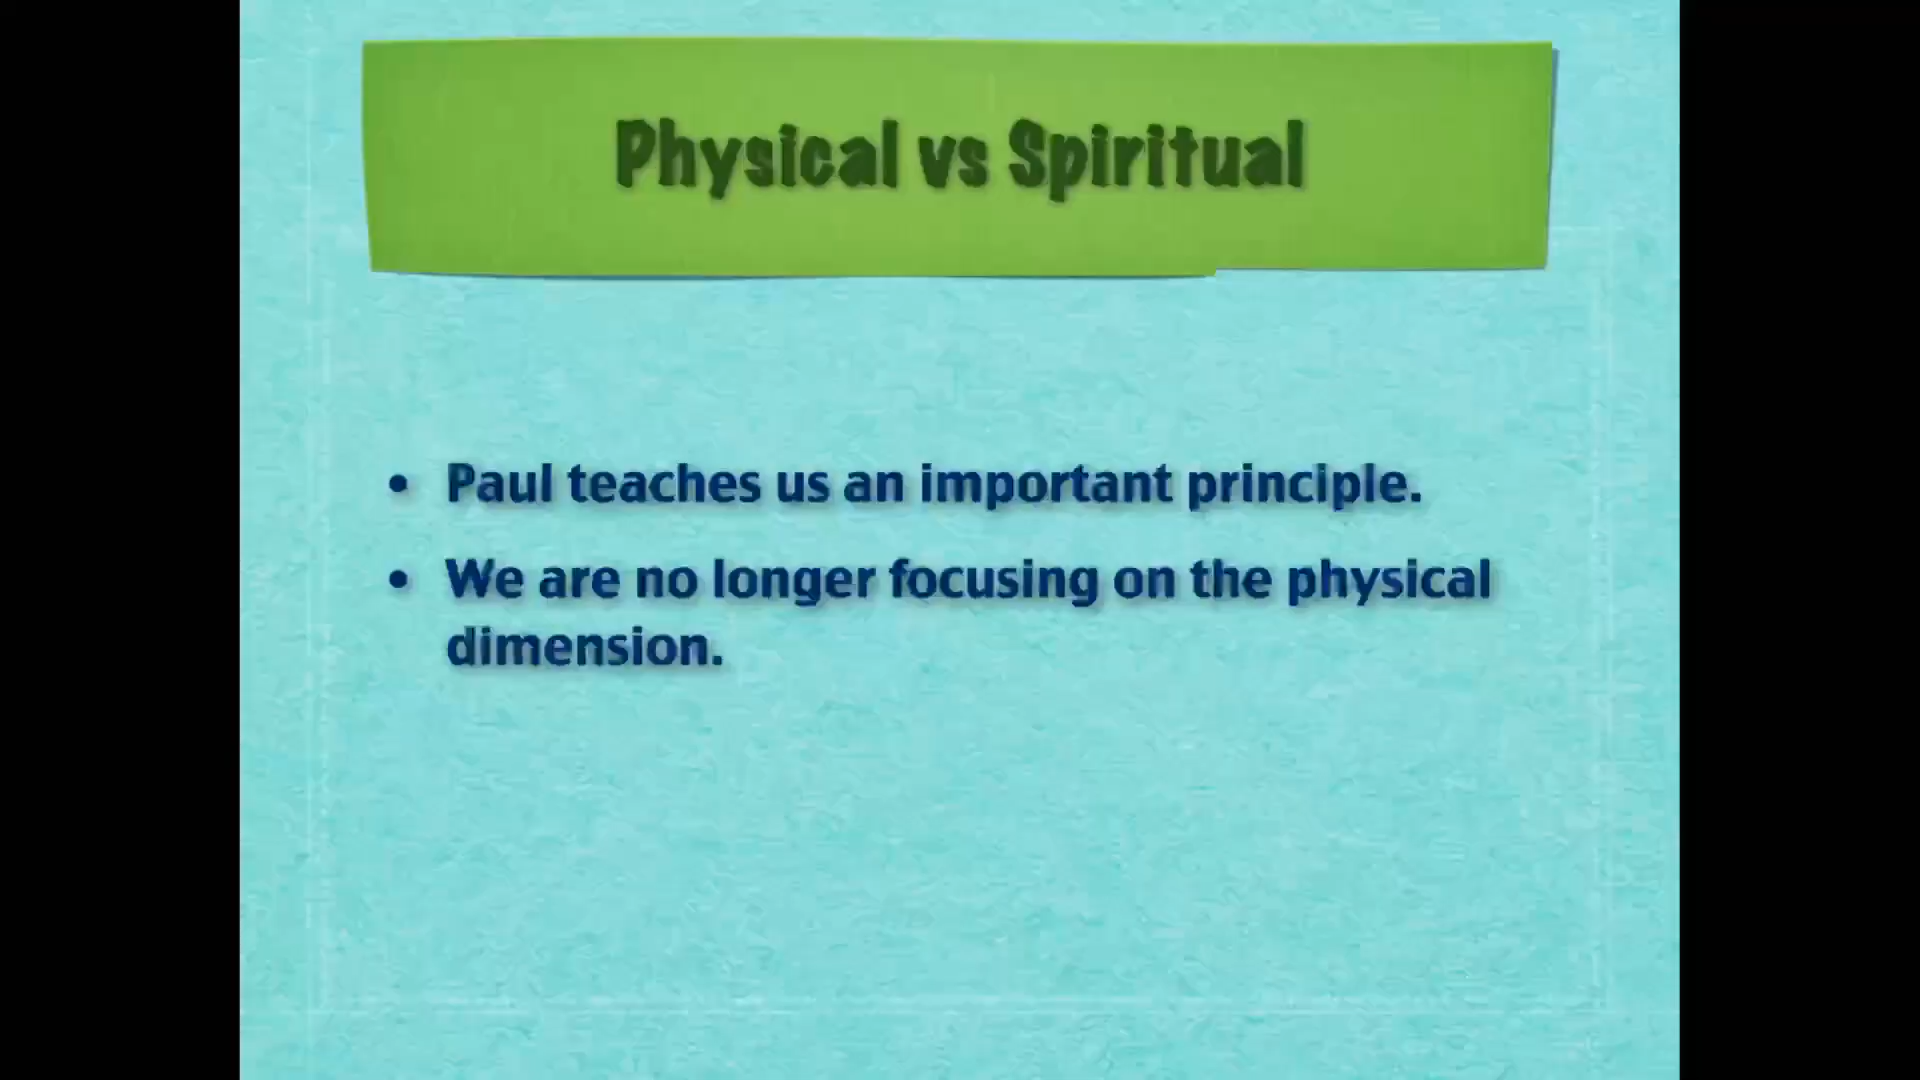 Physical vs Spiritual
• Paul teaches us an important principle.
• We are no longer focusing on the physical
dimension.